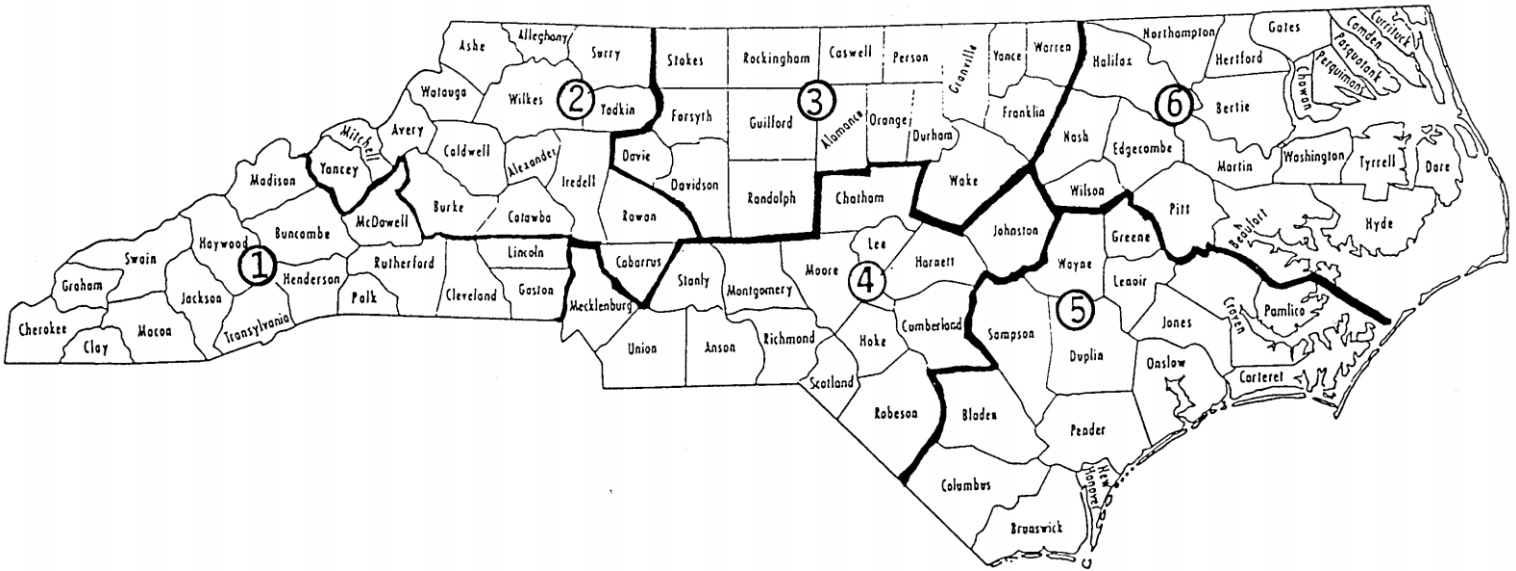 Ashe
Alleghany
Surry
Stokes
Rockingham
Caswell
Person
Granville
Vance
Warren
Halifax
Northampton
Gates
Hertford
Currituck
Camden
Pasquotank
Perquimans
Chowan
Watauga
Wilkes
2
Yadkin
Forsyth
Guilford
3
Alamance
Orange
Durham
Franklin
Nash
6
Bertie
Mitchell
Avery
Caldwell
Alexander
Iredell
Davie
Davidson
Randolph
Chatham
Wake
Edgecombe
Martin
Washington
Tyrrell
Dare
Madison
Yancey
McDowell
Burke
Catawba
Rowan
Wilson
Johnston
Pitt
Beaufort
Hyde
Haywood
Buncombe
Swain
1
Graham
Jackson
Henderson
Rutherford
Polk
Cleveland
Lincoln
Gaston
Mecklenburg
Cabarrus
Stanly
Montgomery
Moore
Lee
4
Harnett
Wayne
Greene
Lenoir
Cherokee
Clay
Macon
Transylvania
Union
Anson
Richmond
Scotland
Hoke
Cumberland
Sampson
5
Duplin
Jones
Craven
Pamlico
Onslow
Carteret
Robeson
Bladen
Pender
Columbus
New
Hanover
Brunswick